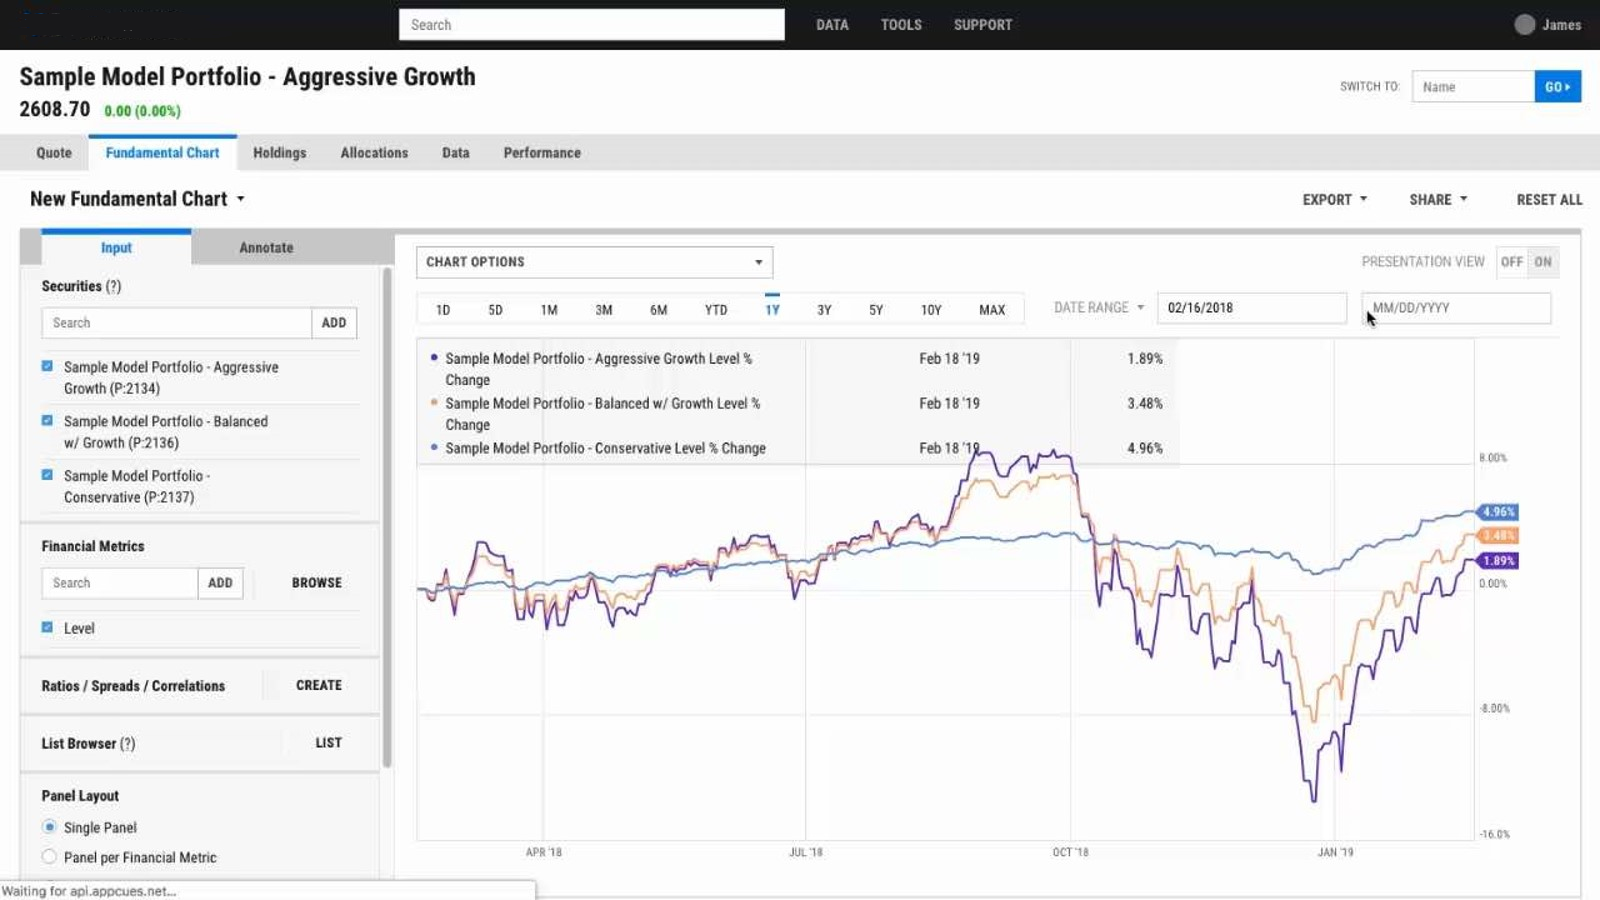 Search
DATA
TOOLS
SUPPORT
James
Sample Model Portfolio - Aggressive Growth
2608.70 0.00 (0.00%)
SWITCH TO:
Name
GO
Quote
Fundamental Chart
Holdings
Allocations
Data
Performance
New Fundamental Chart
EXPORT
SHARE
RESET ALL
Input
Annotate
CHART OPTIONS
PRESENTATION VIEW
OFF
ON
Securities (?)
Search
ADD
1D
5D
1M
3M
6M
YTD
1Y
3Y
5Y
10Y
MAX
DATE RANGE
02/16/2018
MM/DD/YYYY
Sample Model Portfolio - Aggressive
Growth (P:2134)
Sample Model Portfolio - Balanced
w/ Growth (P:2136)
Sample Model Portfolio -
Conservative (P:2137)
Sample Model Portfolio - Aggressive Growth Level %
Change
Feb 18 '19
1.89%
Sample Model Portfolio - Balanced w/ Growth Level %
Change
Feb 18 '19
3.48%
Sample Model Portfolio - Conservative Level % Change
Feb 18 '19
4.96%
Financial Metrics
Search
ADD
BROWSE
Level
Ratios / Spreads / Correlations
CREATE
List Browser (?)
LIST
Panel Layout
Single Panel
Panel per Financial Metric
8.00%
4.96%
3.48%
1.89%
0.00%
-8.00%
-16.0%
APR '18
JUL '18
OCT '18
JAN '19
Waiting for api.appcues.net...